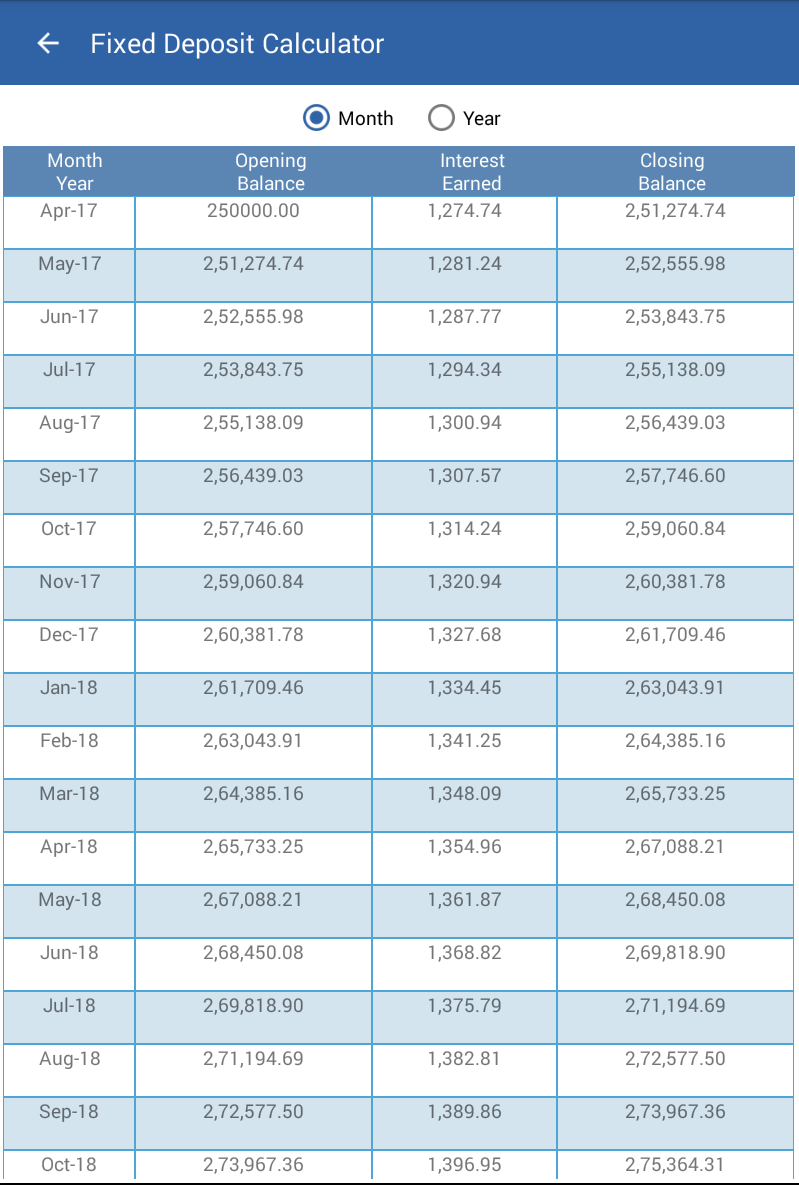 Fixed Deposit Calculator
Month Year
Month Opening Interest Closing
Year Balance Earned Balance
Apr-17 250000.00 1,274.74 2,51,274.74
May-17 2,51,274.74 1,281.24 2,52,555.98
Jun-17 2,52,555.98 1,287.77 2,53,843.75
Jul-17 2,53,843.75 1,294.34 2,55,138.09
Aug-17 2,55,138.09 1,300.94 2,56,439.03
Sep-17 2,56,439.03 1,307.57 2,57,746.60
Oct-17 2,57,746.60 1,314.24 2,59,060.84
Nov-17 2,59,060.84 1,320.94 2,60,381.78
Dec-17 2,60,381.78 1,327.68 2,61,709.46
Jan-18 2,61,709.46 1,334.45 2,63,043.91
Feb-18 2,63,043.91 1,341.25 2,64,385.16
Mar-18 2,64,385.16 1,348.09 2,65,733.25
Apr-18 2,65,733.25 1,354.96 2,67,088.21
May-18 2,67,088.21 1,361.87 2,68,450.08
Jun-18 2,68,450.08 1,368.82 2,69,818.90
Jul-18 2,69,818.90 1,375.79 2,71,194.69
Aug-18 2,71,194.69 1,382.81 2,72,577.50
Sep-18 2,72,577.50 1,389.86 2,73,967.36
Oct-18 2,73,967.36 1,396.95 2,75,364.31